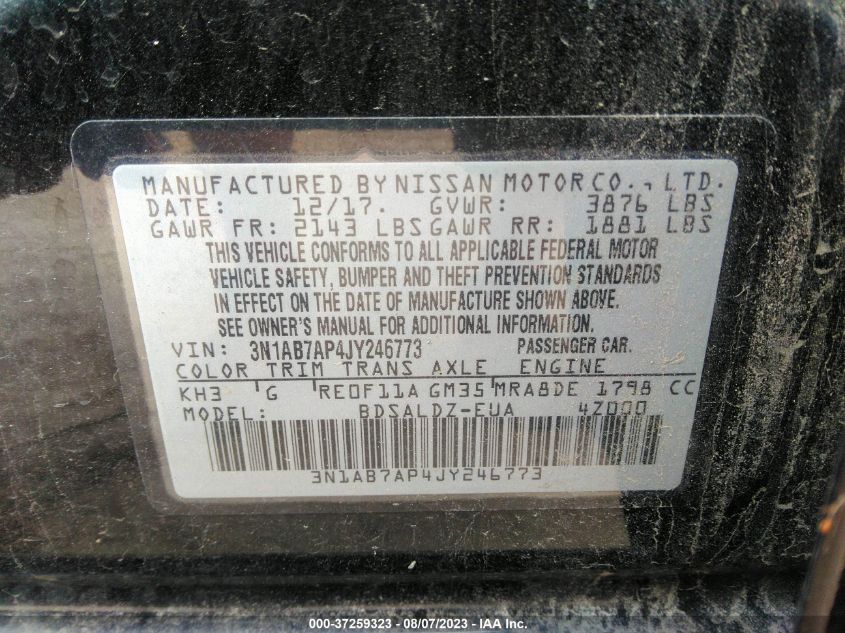 MANUFACTURED BY NISSAN MOTOR CO., LTD.
DATE: 12/17. GVWR: 3876 LBS
GAWR FR: 2143 LBS GAWR RR: 1881 LBS
THIS VEHICLE CONFORMS TO ALL APPLICABLE FEDERAL MOTOR
VEHICLE SAFETY, BUMPER AND THEFT PREVENTION STANDARDS
IN EFFECT ON THE DATE OF MANUFACTURE SHOWN ABOVE.
SEE OWNER'S MANUAL FOR ADDITIONAL INFORMATION.
VIN: 3N1AB7AP4JY246773 PASSENGER CAR.
COLOR TRIM TRANS AXLE ENGINE
KH3 G RE0F11A GM35 MRA8DE 1798 CC
MODEL: BDSALDZ-EUA 4Z000
3N1AB7AP4JY246773
000-37259323 - 08/07/2023 - IAA Inc.